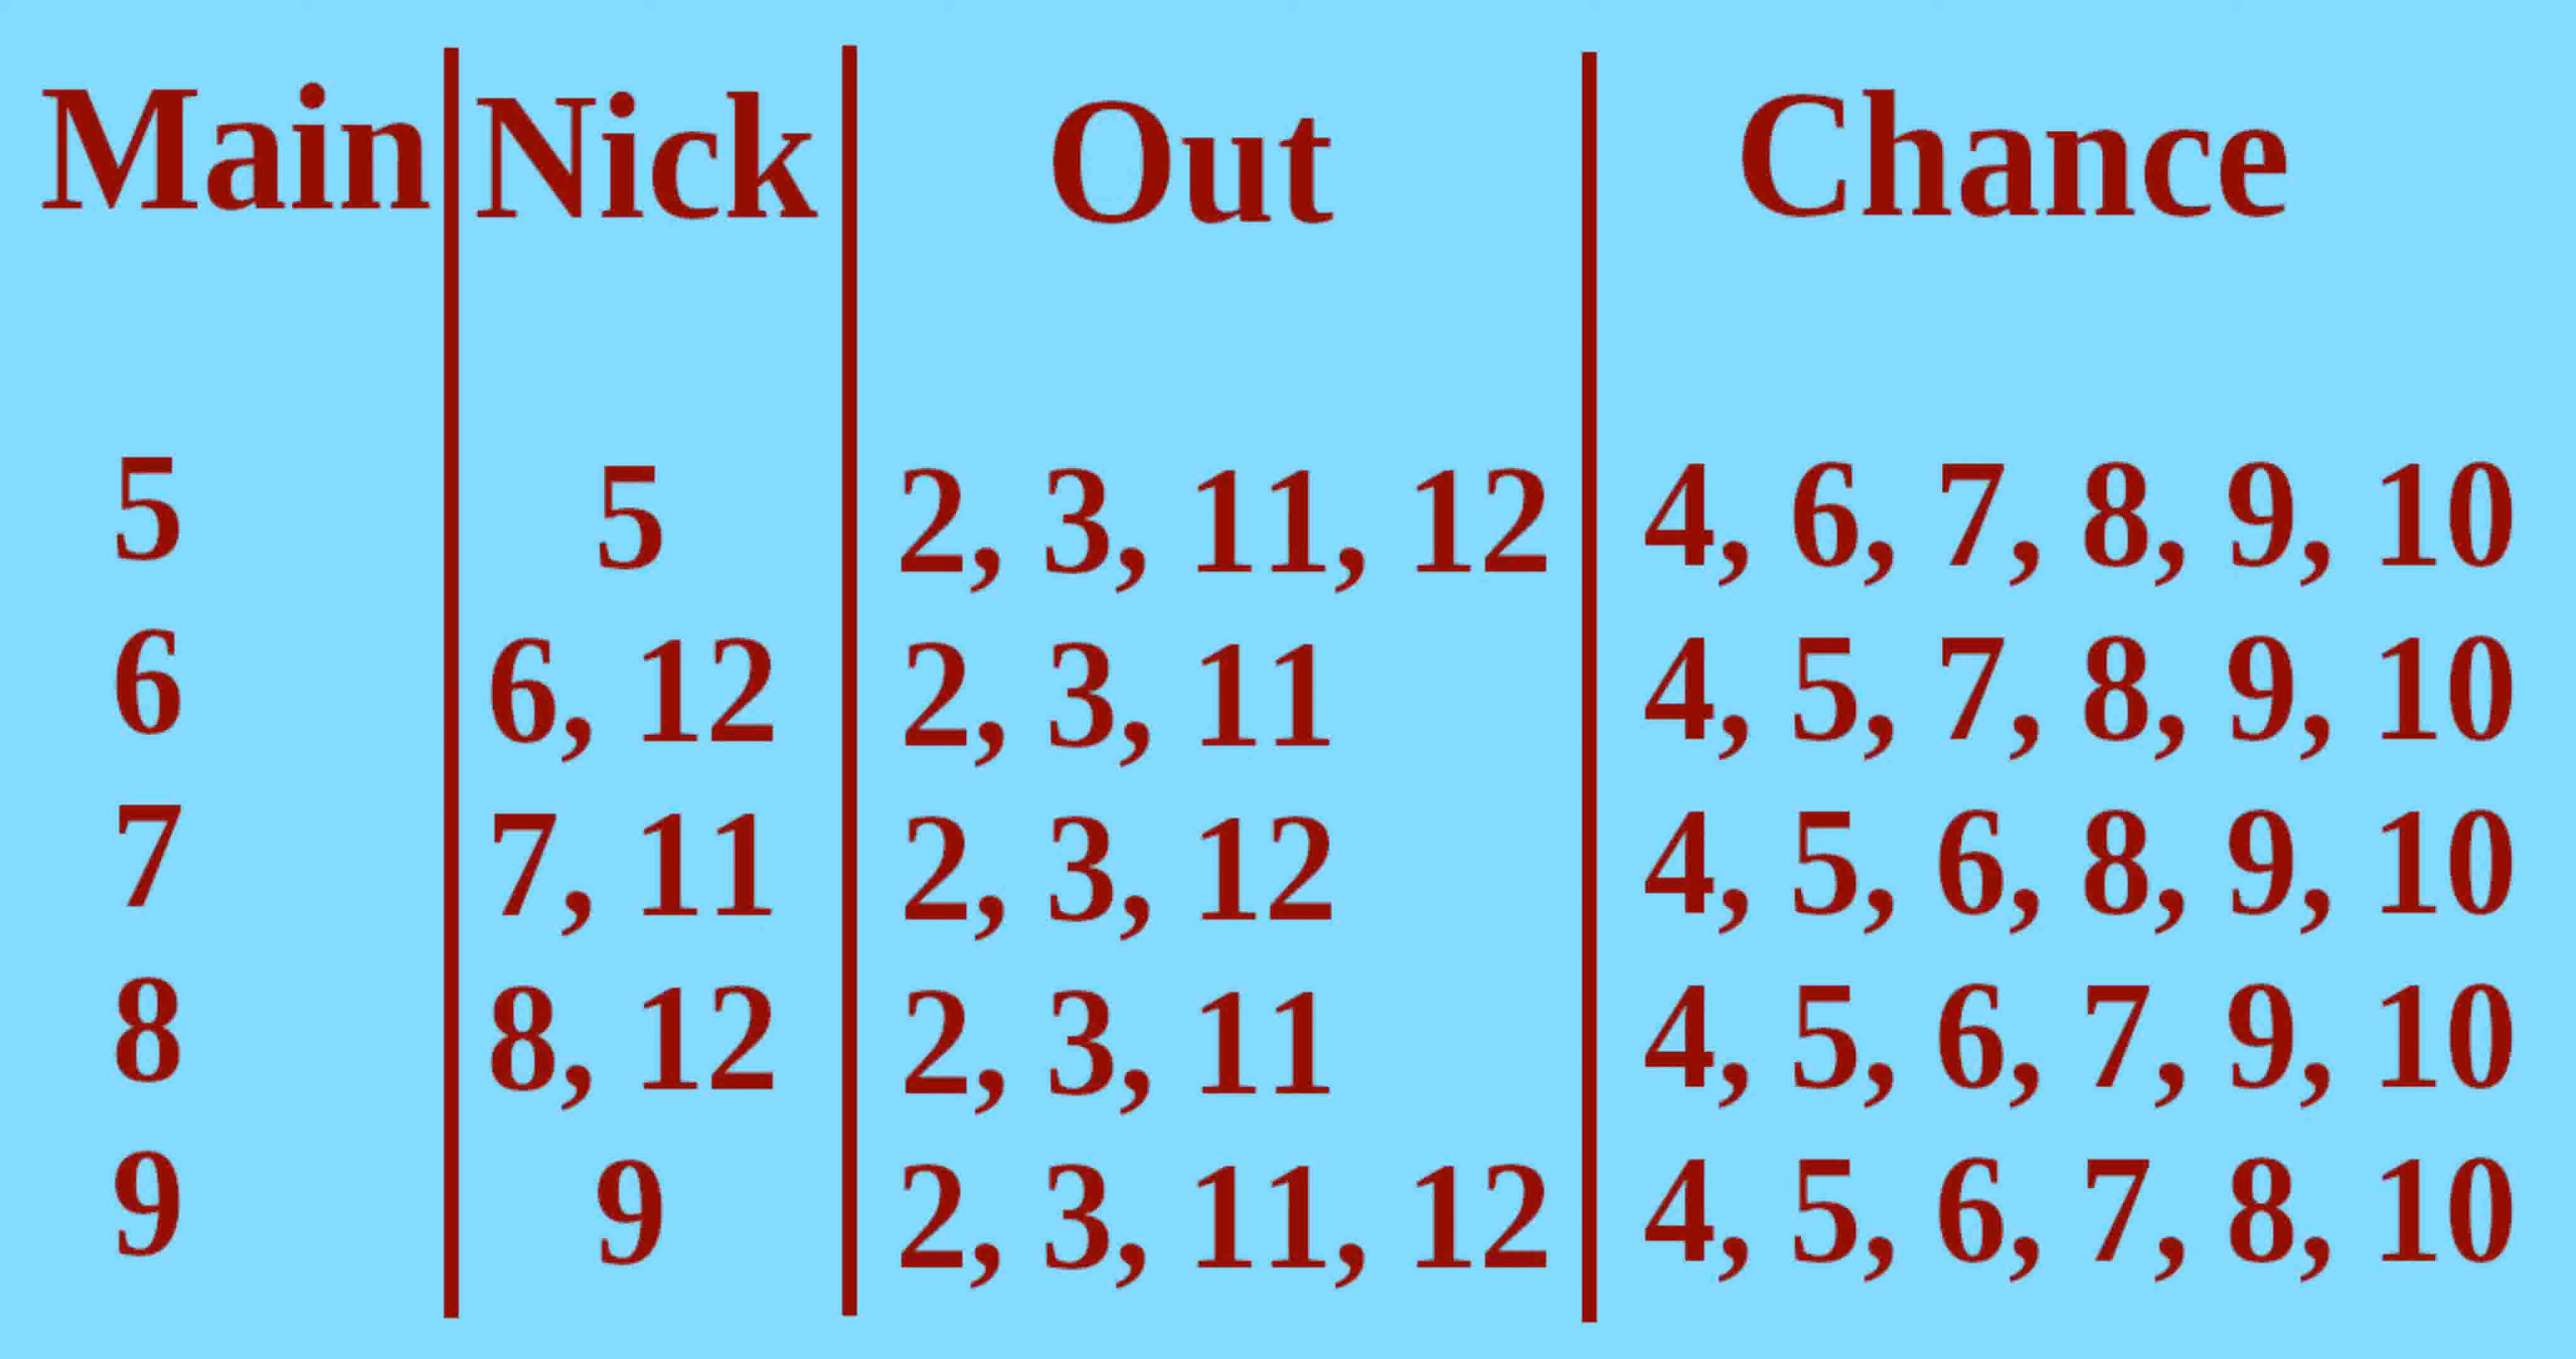 Main Nick Out Chance
5 5 2, 3, 11, 12 4, 6, 7, 8, 9, 10
6 6, 12 2, 3, 11 4, 5, 7, 8, 9, 10
7 7, 11 2, 3, 12 4, 5, 6, 8, 9, 10
8 8, 12 2, 3, 11 4, 5, 6, 7, 9, 10
9 9 2, 3, 11, 12 4, 5, 6, 7, 8, 10